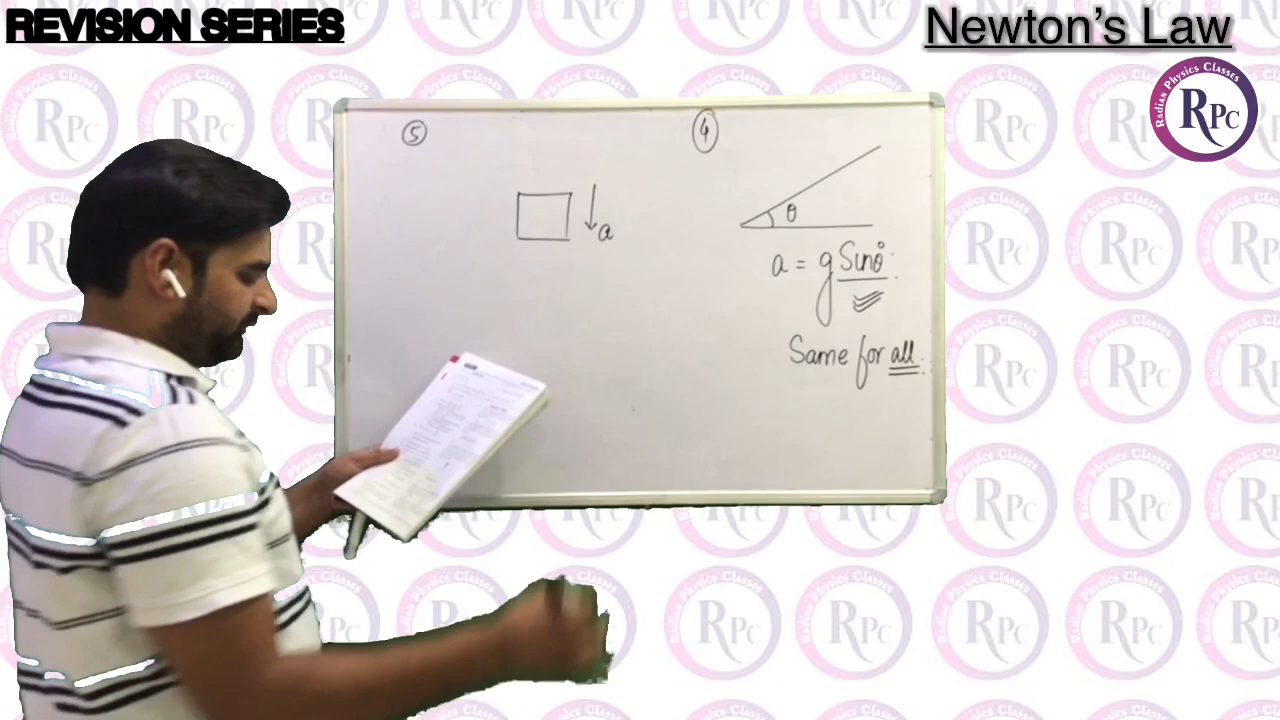 REVISION SERIES
Newton's Law
Radian Physics Classes
RPC
⑤
a
④
θ
a = g Sinθ
Same for all